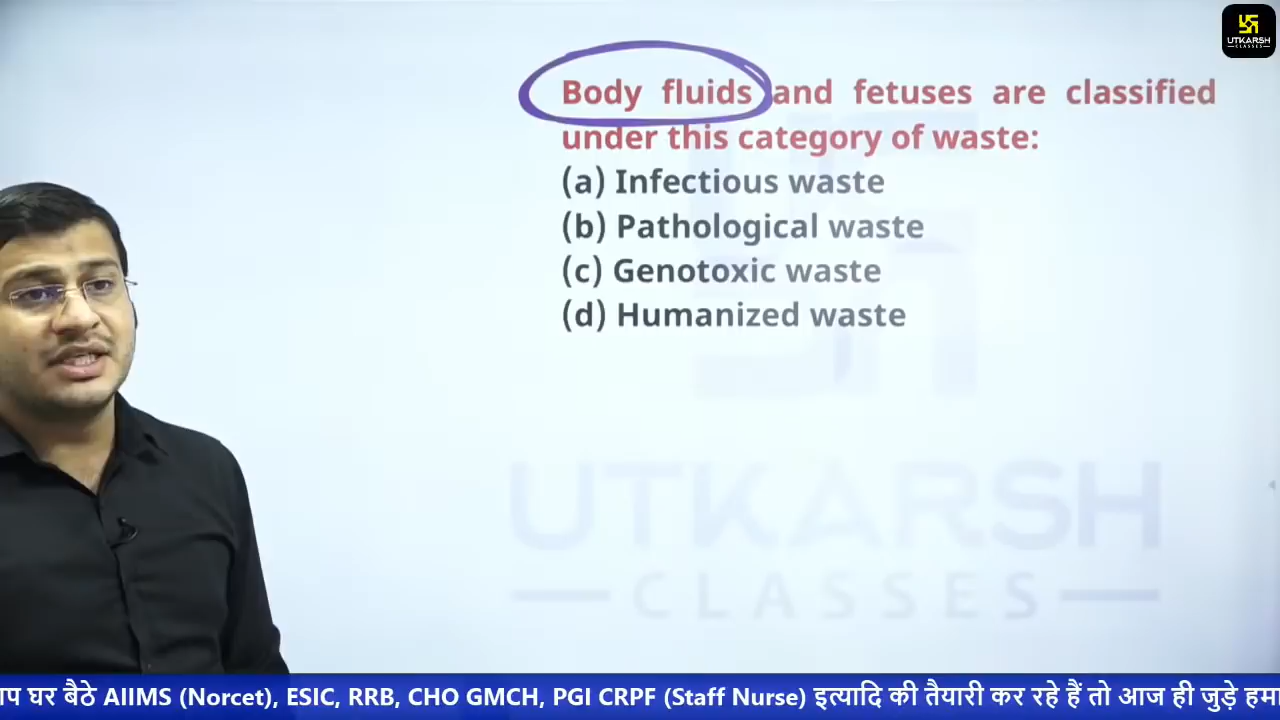 UTKARSH
CLASSES
Body fluids and fetuses are classified
under this category of waste:
(a) Infectious waste
(b) Pathological waste
(c) Genotoxic waste
(d) Humanized waste
UTKARSH
CLASSES
घर बैठे AIIMS (Norcet), ESIC, RRB, CHO GMCH, PGI CRPF (Staff Nurse) इत्यादि की तैयारी कर रहे हैं तो आज ही जुड़े